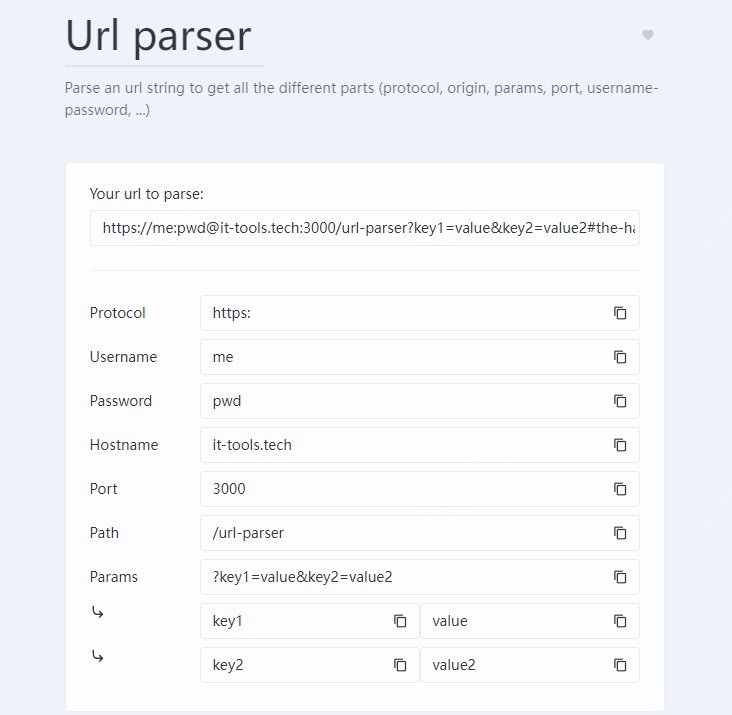 Url parser
Parse an url string to get all the different parts (protocol, origin, params, port, username-
password, ...)
Your url to parse:
https://me:pwd@it-tools.tech:3000/url-parser?key1=value&key2=value2#the-ha
Protocol https:
Username me
Password pwd
Hostname it-tools.tech
Port 3000
Path /url-parser
Params ?key1=value&key2=value2
key1 value
key2 value2